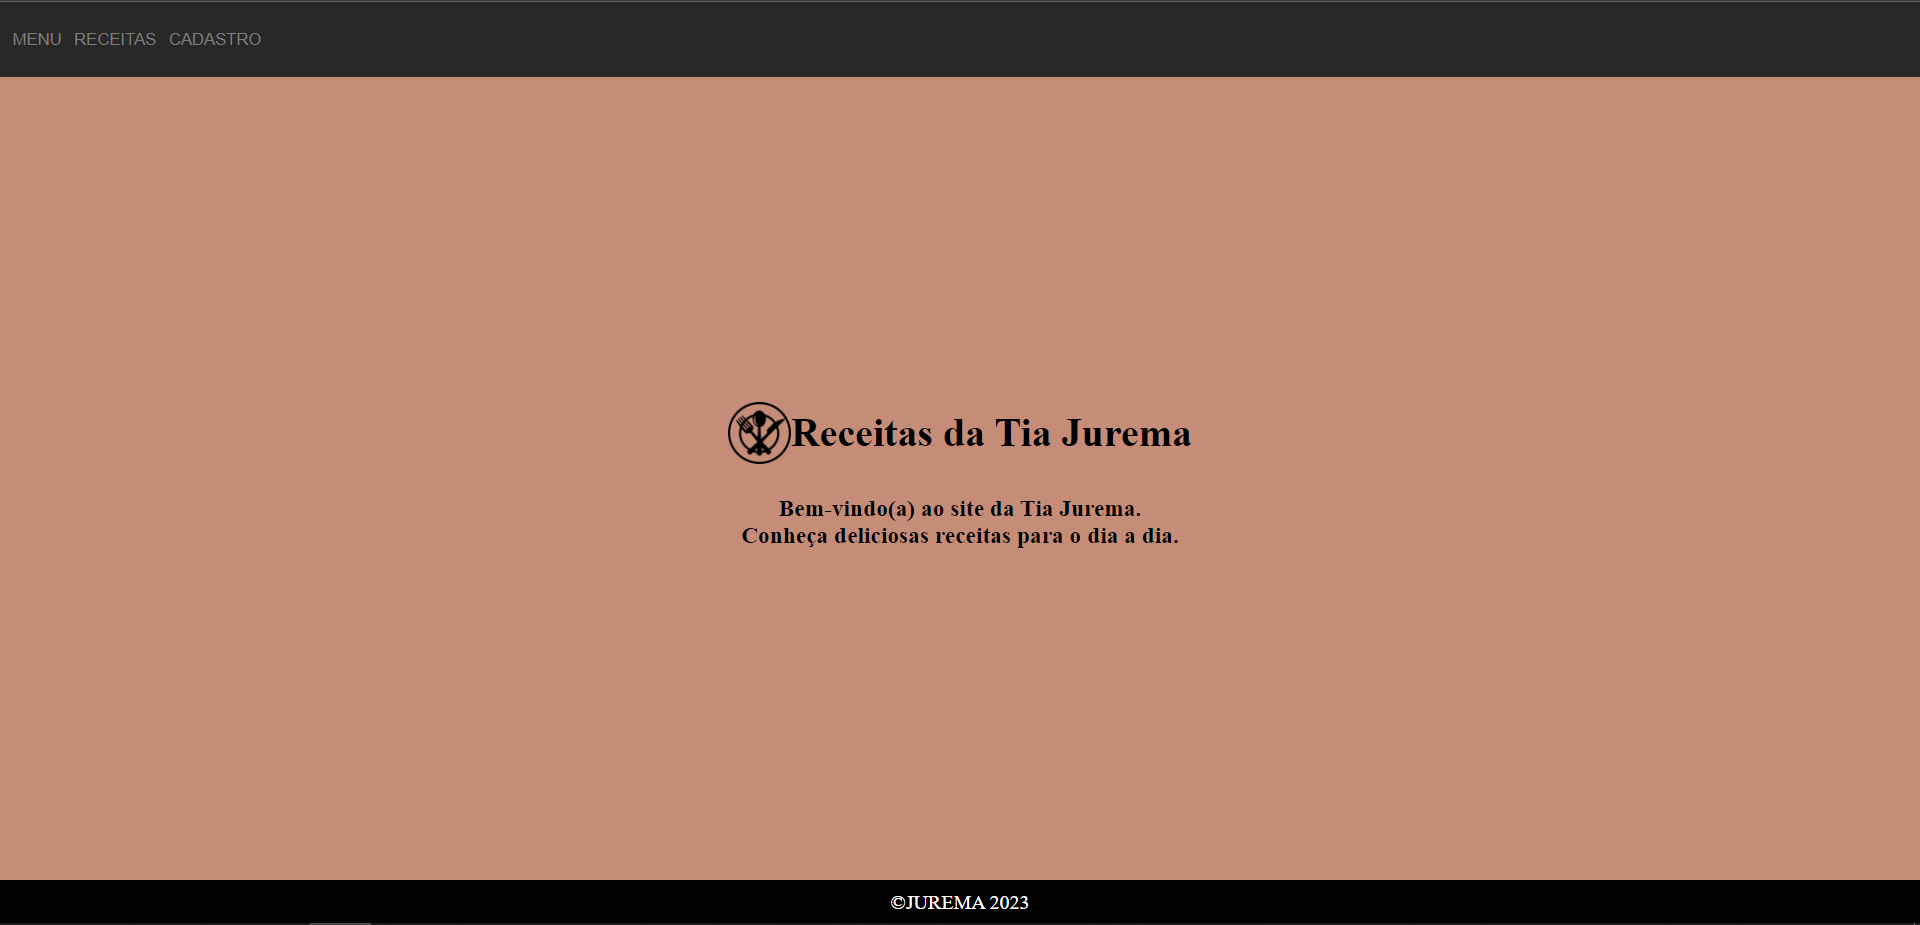 MENU RECEITAS CADASTRO
Receitas da Tia Jurema
Bem-vindo(a) ao site da Tia Jurema.
Conheça deliciosas receitas para o dia a dia.
©JUREMA 2023